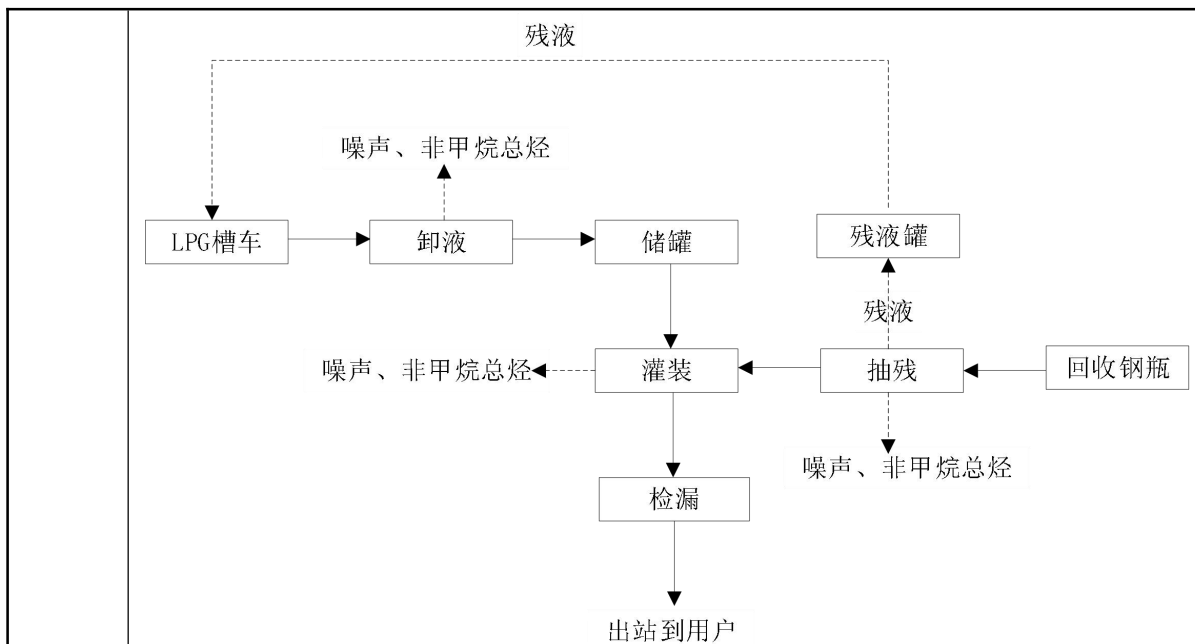 残液
噪声、非甲烷总烃
LPG槽车
卸液
储罐
残液罐
残液
噪声、非甲烷总烃
灌装
抽残
回收钢瓶
噪声、非甲烷总烃
检漏
出站到用户